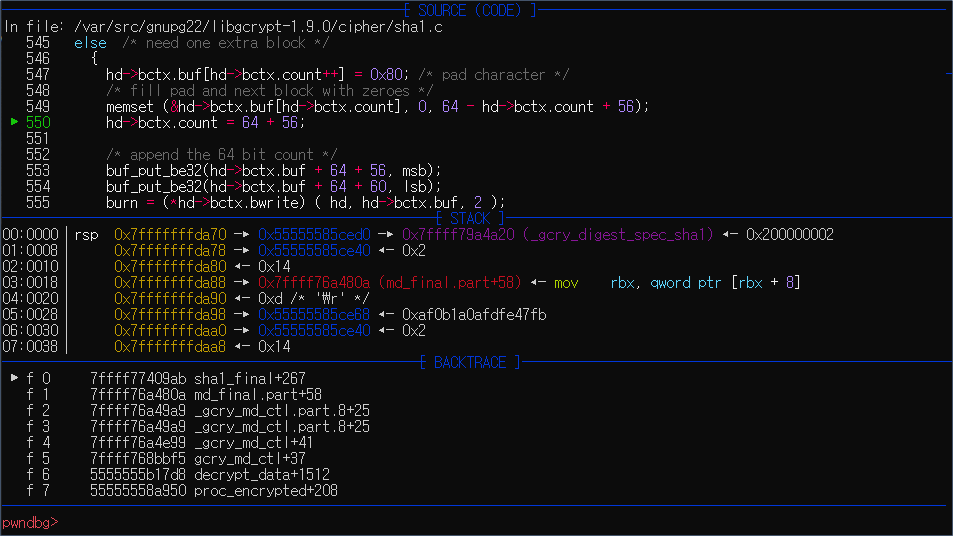 [ SOURCE (CODE) ]
In file: /var/src/gnupg22/libgcrypt-1.9.0/cipher/sha1.c
545 else /* need one extra block */
546 {
547 hd->bctx.buf[hd->bctx.count++] = 0x80; /* pad character */
548 /* fill pad and next block with zeroes */
549 memset (&hd->bctx.buf[hd->bctx.count], 0, 64 - hd->bctx.count + 56);
► 550 hd->bctx.count = 64 + 56;
551
552 /* append the 64 bit count */
553 buf_put_be32(hd->bctx.buf + 64 + 56, msb);
554 buf_put_be32(hd->bctx.buf + 64 + 60, lsb);
555 burn = (*hd->bctx.bwrite) ( hd, hd->bctx.buf, 2 );
[ STACK ]
00:0000│ rsp 0x7fffffffda70 —► 0x55555585ced0 —► 0x7ffff79a4a20 (_gcry_digest_spec_sha1) ◄— 0x200000002
01:0008│ 0x7fffffffda78 —► 0x55555585ce40 ◄— 0x2
02:0010│ 0x7fffffffda80 ◄— 0x14
03:0018│ 0x7fffffffda88 —► 0x7ffff76a480a (md_final.part+58) ◄— mov rbx, qword ptr [rbx + 8]
04:0020│ 0x7fffffffda90 ◄— 0xd /* '₩r' */
05:0028│ 0x7fffffffda98 —► 0x55555585ce68 ◄— 0xaf0b1a0afdfe47fb
06:0030│ 0x7fffffffdaa0 —► 0x55555585ce40 ◄— 0x2
07:0038│ 0x7fffffffdaa8 ◄— 0x14
[ BACKTRACE ]
► f 0 7ffff77409ab sha1_final+267
f 1 7ffff76a480a md_final.part+58
f 2 7ffff76a49a9 _gcry_md_ctl.part.8+25
f 3 7ffff76a49a9 _gcry_md_ctl.part.8+25
f 4 7ffff76a4e99 _gcry_md_ctl+41
f 5 7ffff768bbf5 gcry_md_ctl+37
f 6 5555555b17d8 decrypt_data+1512
f 7 55555558a950 proc_encrypted+208
pwndbg>